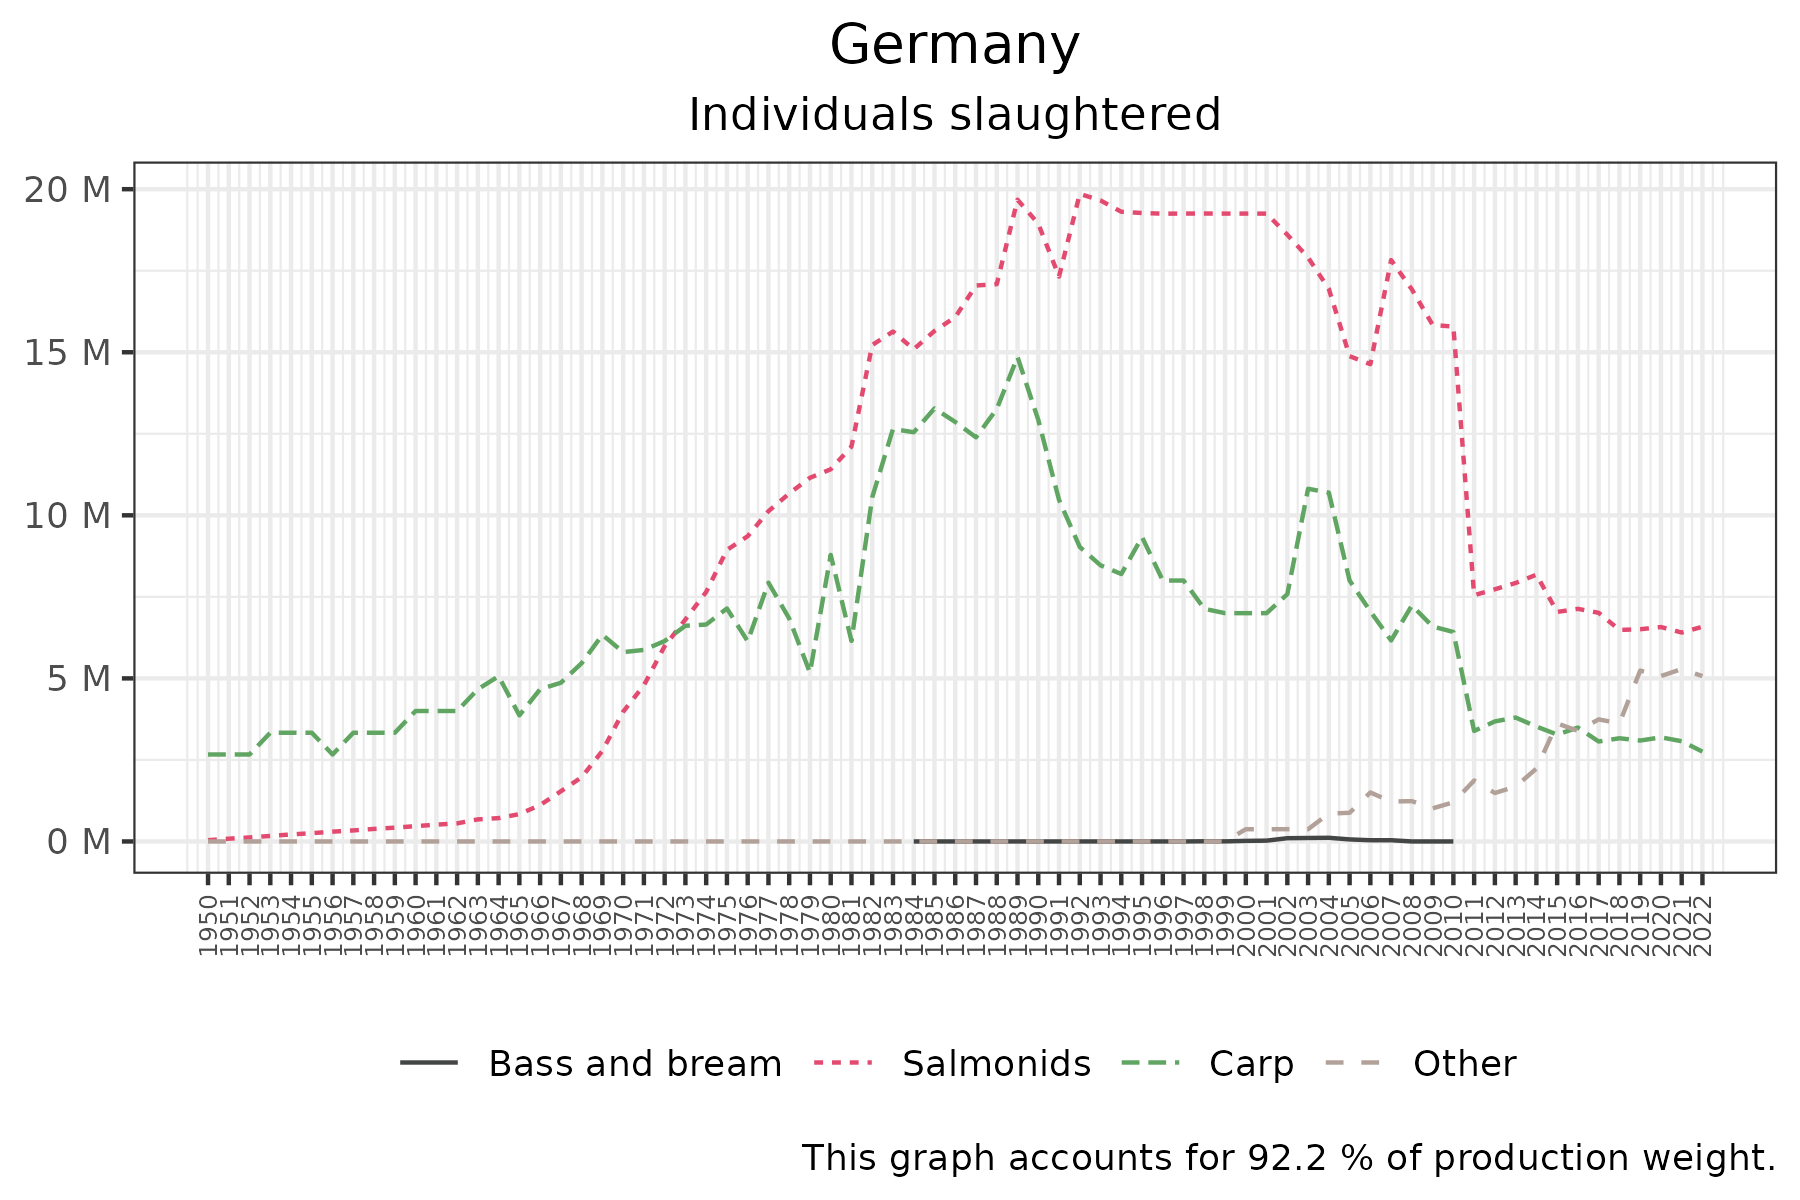 Germany
Individuals slaughtered
20 M
15 M
10 M
5 M
0 M
1950 1951 1952 1953 1954 1955 1956 1957 1958 1959 1960 1961 1962 1963 1964 1965 1966 1967 1968 1969 1970 1971 1972 1973 1974 1975 1976 1977 1978 1979 1980 1981 1982 1983 1984 1985 1986 1987 1988 1989 1990 1991 1992 1993 1994 1995 1996 1997 1998 1999 2000 2001 2002 2003 2004 2005 2006 2007 2008 2009 2010 2011 2012 2013 2014 2015 2016 2017 2018 2019 2020 2021 2022
Bass and bream Salmonids Carp Other
This graph accounts for 92.2 % of production weight.